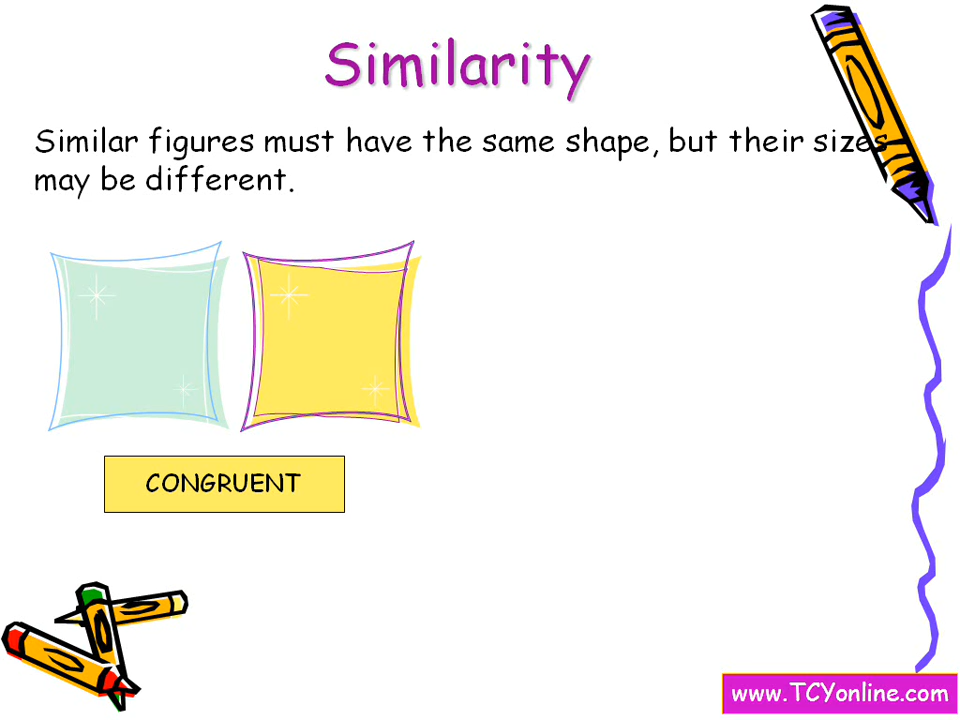 Similarity
Similar figures must have the same shape, but their sizes
may be different.
CONGRUENT
www.TCYonline.com